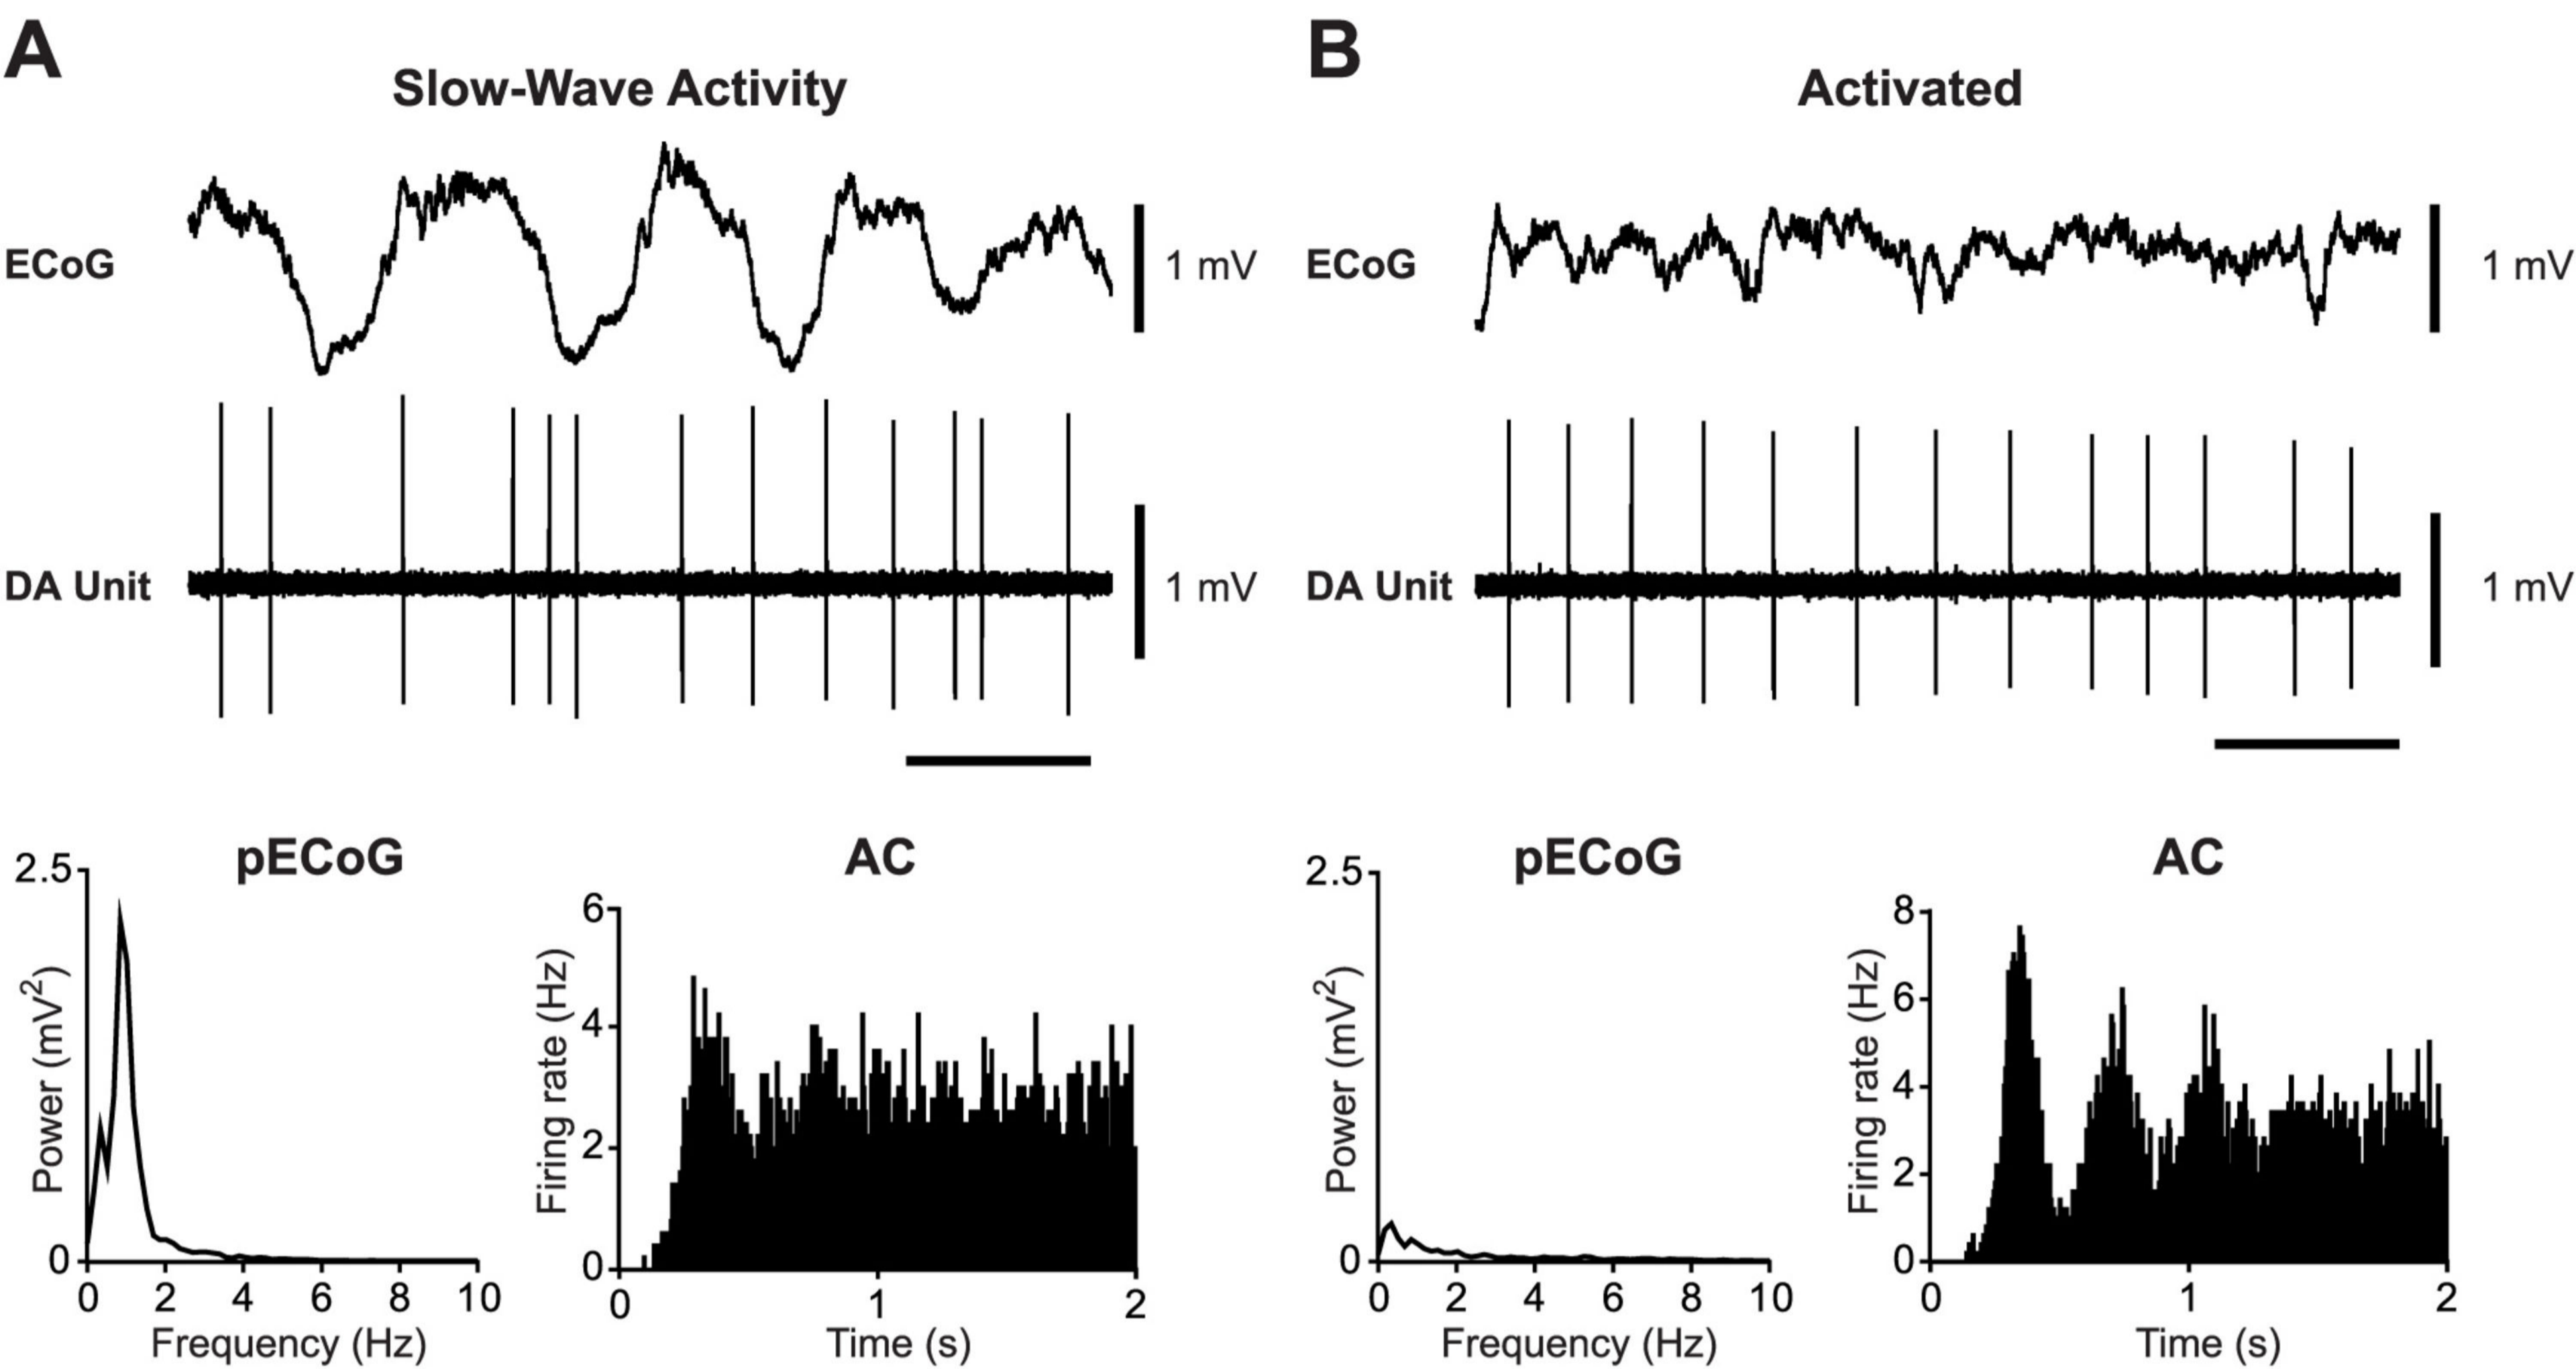 A
Slow-Wave Activity
ECoG
1 mV
DA Unit
1 mV
pECoG
2.5
0
Power (mV²)
0 2 4 6 8 10
Frequency (Hz)
AC
6
4
2
0
Firing rate (Hz)
0 1 2
Time (s)
B
Activated
ECoG
1 mV
DA Unit
1 mV
pECoG
2.5
0
Power (mV²)
0 2 4 6 8 10
Frequency (Hz)
AC
8
6
4
2
0
Firing rate (Hz)
0 1 2
Time (s)